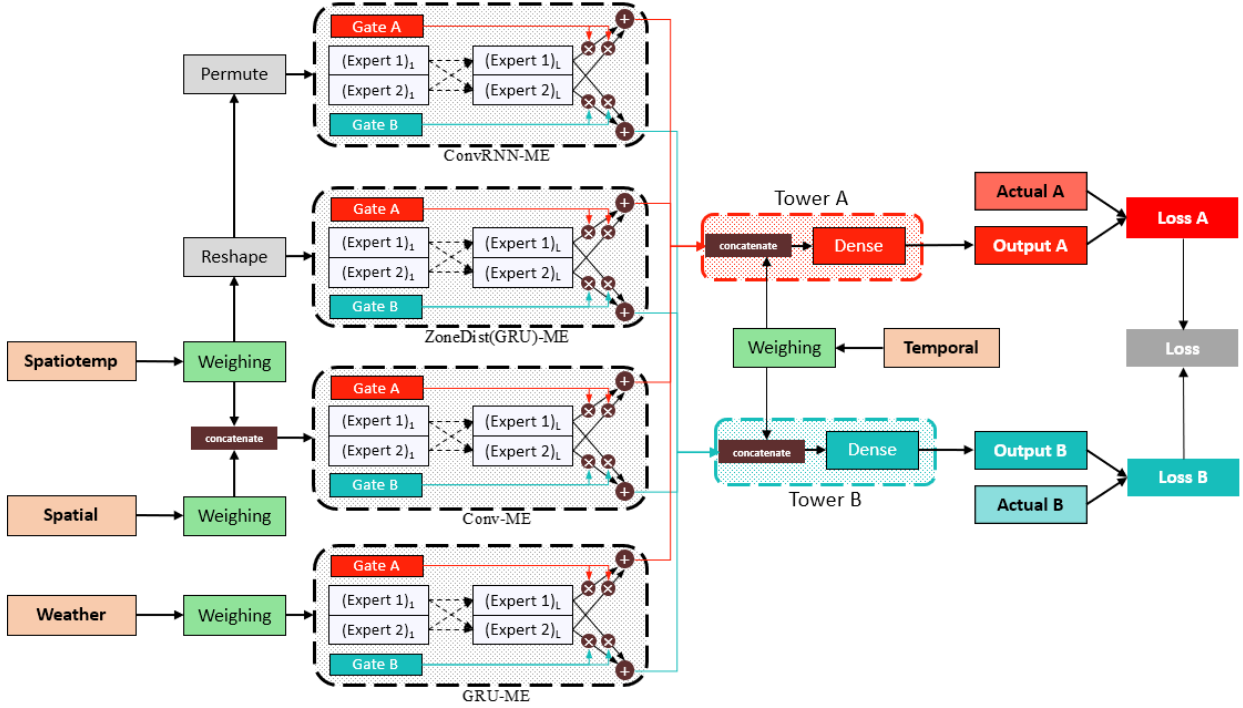 Gate A
(Expert 1)₁
(Expert 1)L
(Expert 2)₁
(Expert 2)L
Gate B
ConvRNN-ME
Permute
Gate A
(Expert 1)₁
(Expert 1)L
(Expert 2)₁
(Expert 2)L
Gate B
ZoneDist(GRU)-ME
Reshape
Spatiotemp
Weighing
concatenate
Gate A
(Expert 1)₁
(Expert 1)L
(Expert 2)₁
(Expert 2)L
Gate B
Conv-ME
Spatial
Weighing
Gate A
(Expert 1)₁
(Expert 1)L
(Expert 2)₁
(Expert 2)L
Gate B
GRU-ME
Weather
Weighing
Tower A
concatenate
Dense
Actual A
Output A
Loss A
Weighing
Temporal
Loss
concatenate
Dense
Tower B
Output B
Actual B
Loss B